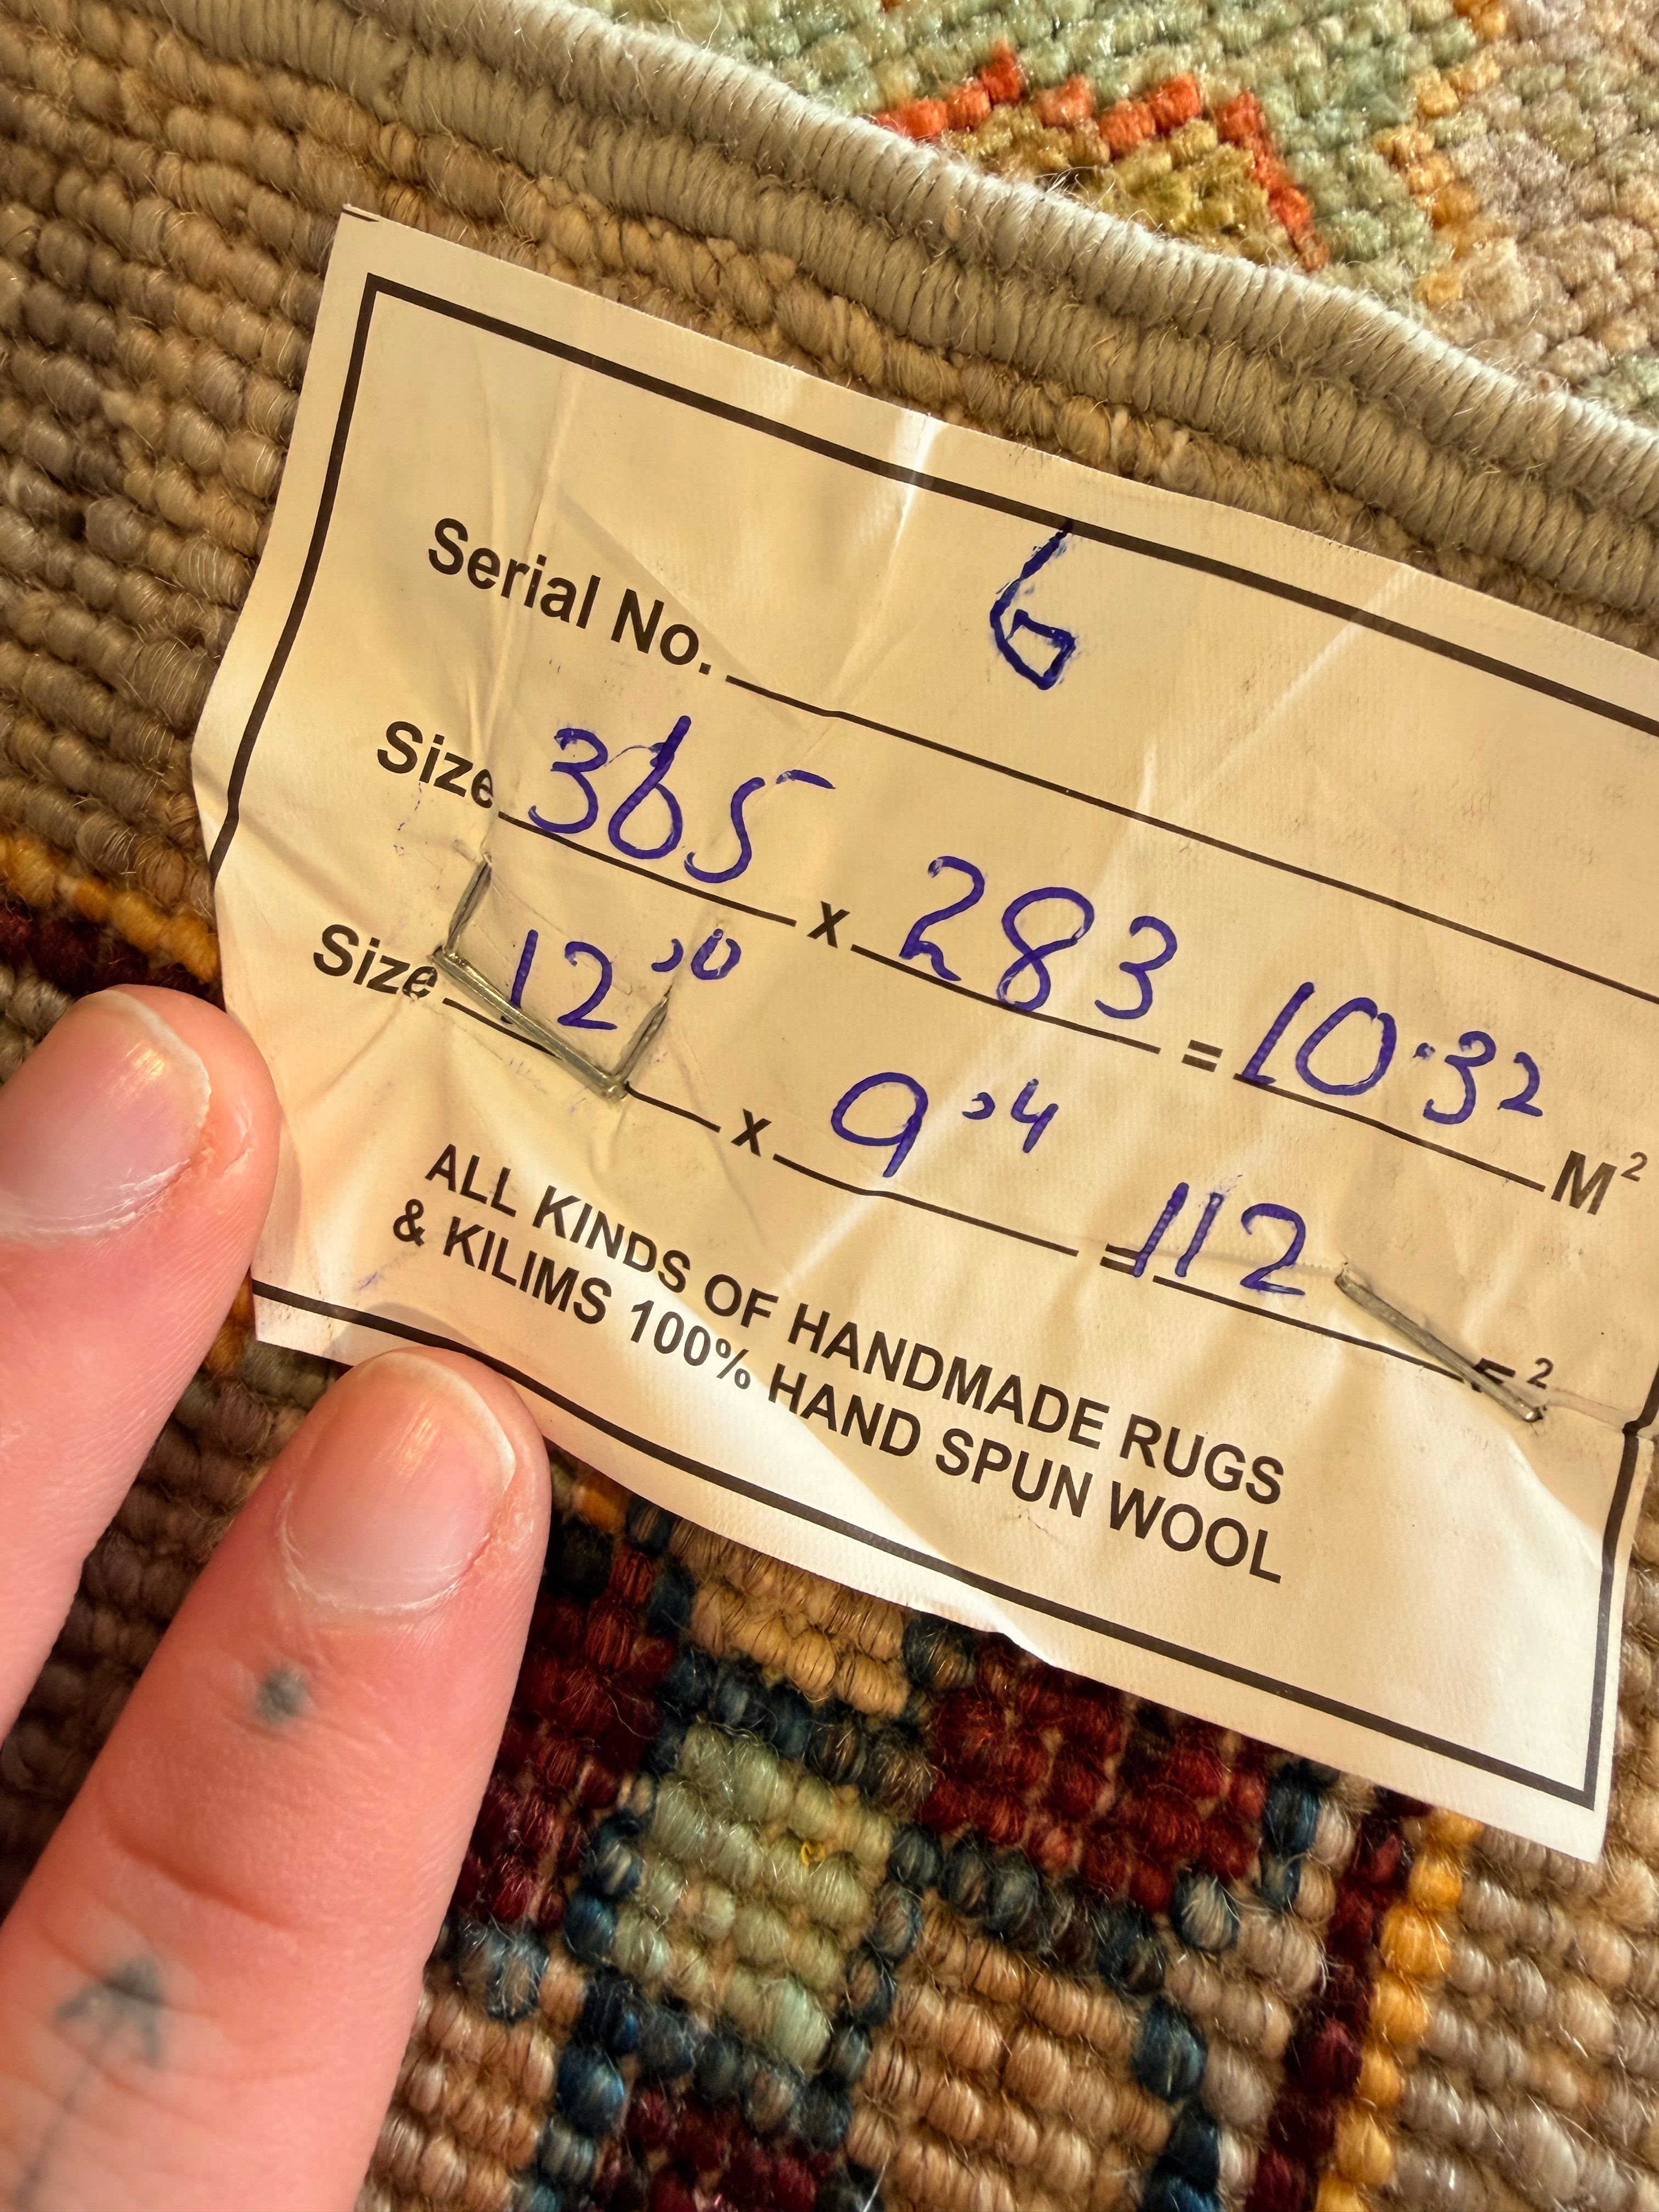 Serial No. 6
Size 365 x 283 = 10.32 M²
Size 12,0 x 9,4 = 112 F²
ALL KINDS OF HANDMADE RUGS
& KILIMS 100% HAND SPUN WOOL